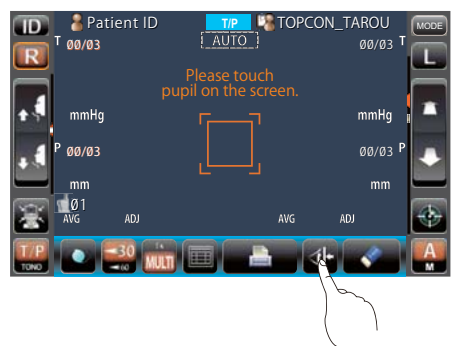 ID Patient ID T/P TOPCON_TAROU MODE
R T 00/03 AUTO 00/03 T L
Please touch
pupil on the screen.
mmHg mmHg
P 00/03 00/03 P
mm mm
01
AVG ADJ AVG ADJ
T/P 30 MULTI A
TONO 60 M